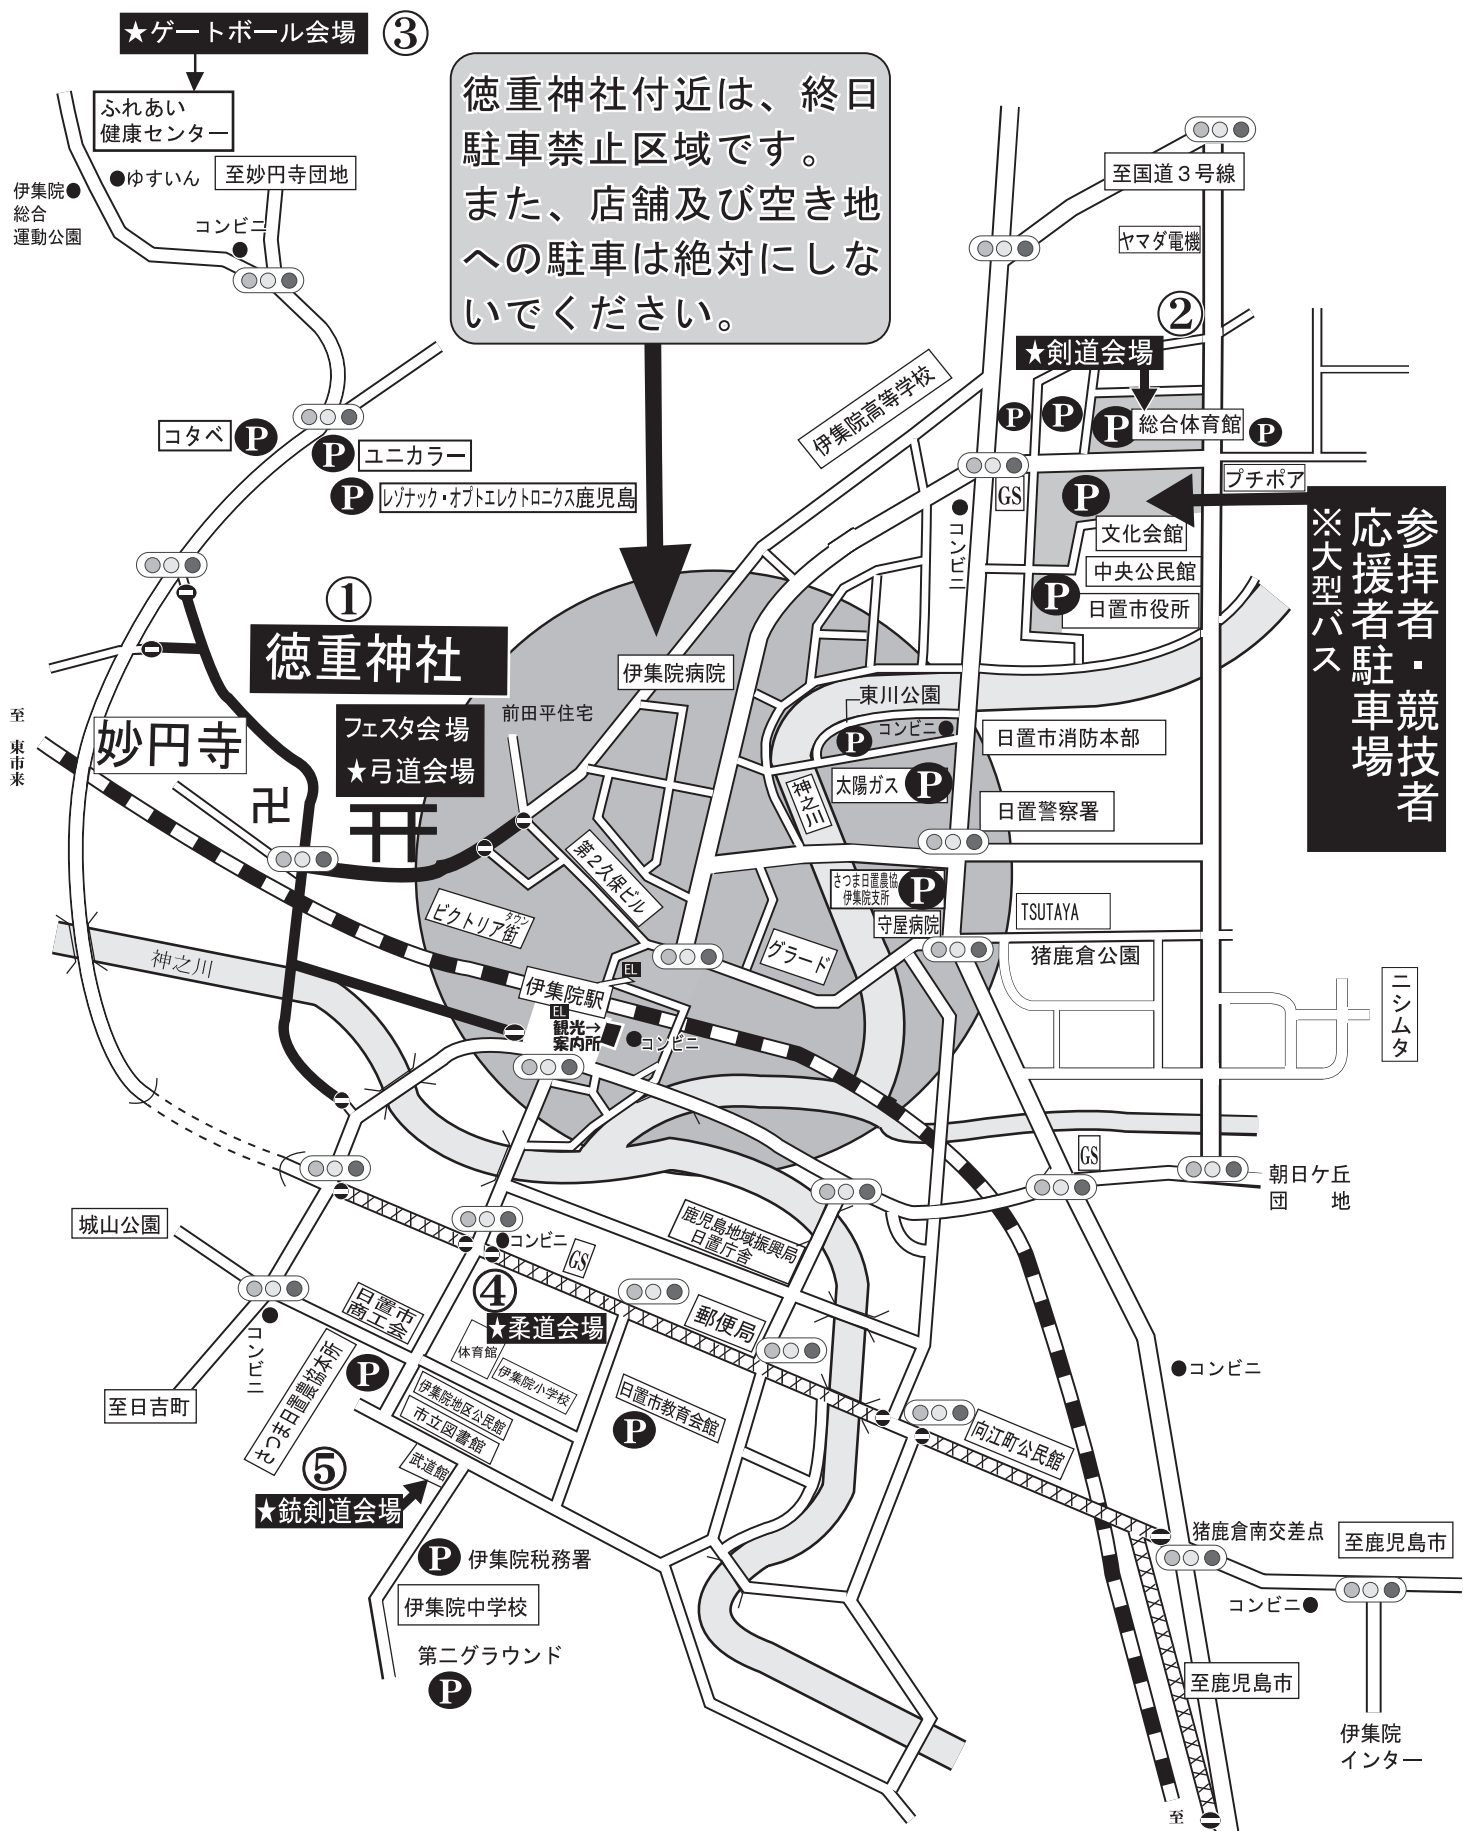 ★ゲートボール会場
③
ふれあい
健康センター
ゆすいん
至妙円寺団地
伊集院
総合
運動公園
コンビニ
徳重神社付近は、終日
駐車禁止区域です。
また、店舗及び空き地
への駐車は絶対にしな
いでください。
至国道3号線
ヤマダ電機
②
★剣道会場
P
P
P
総合体育館
P
プチポア
伊集院高等学校
コタベ
P
P
ユニカラー
P
レゾナック・オプトエレクトロニクス鹿児島
GS
コンビニ
P
文化会館
中央公民館
P
日置市役所
参拝者・競技者
応援者駐車場
※大型バス
①
徳重神社
フェスタ会場
★弓道会場
妙円寺
卍
至 東市来
伊集院病院
前田平住宅
東川公園
コンビニ
P
日置市消防本部
太陽ガス
P
神之川
日置警察署
第2久保ビル
さつま日置農協
伊集院支所
P
守屋病院
TSUTAYA
猪鹿倉公園
ニシムタ
タウン
ビクトリア街
グラード
神之川
伊集院駅
EL
EL
観光→
案内所
コンビニ
GS
朝日ケ丘
団 地
城山公園
鹿児島地域振興局
日置庁舎
コンビニ
GS
④
★柔道会場
郵便局
日置市
商工会
体育館
伊集院小学校
コンビニ
至日吉町
さつま日置農協本所
P
伊集院地区公民館
市立図書館
武道館
日置市教育会館
P
向江町公民館
コンビニ
⑤
★銃剣道会場
P
伊集院税務署
伊集院中学校
第二グラウンド
P
猪鹿倉南交差点
至鹿児島市
コンビニ
至鹿児島市
伊集院
インター
至